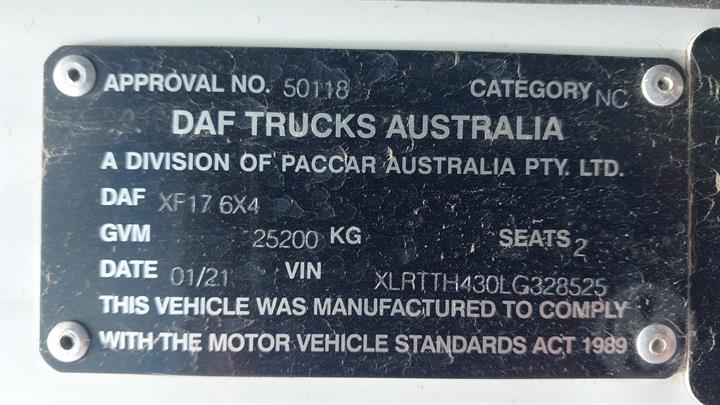 APPROVAL NO. 50118 CATEGORY NC
DAF TRUCKS AUSTRALIA
A DIVISION OF PACCAR AUSTRALIA PTY. LTD.
DAF XF17 6X4
GVM 25200 KG SEATS 2
DATE 01/21 VIN XLRTTH430LG328525
THIS VEHICLE WAS MANUFACTURED TO COMPLY
WITH THE MOTOR VEHICLE STANDARDS ACT 1989